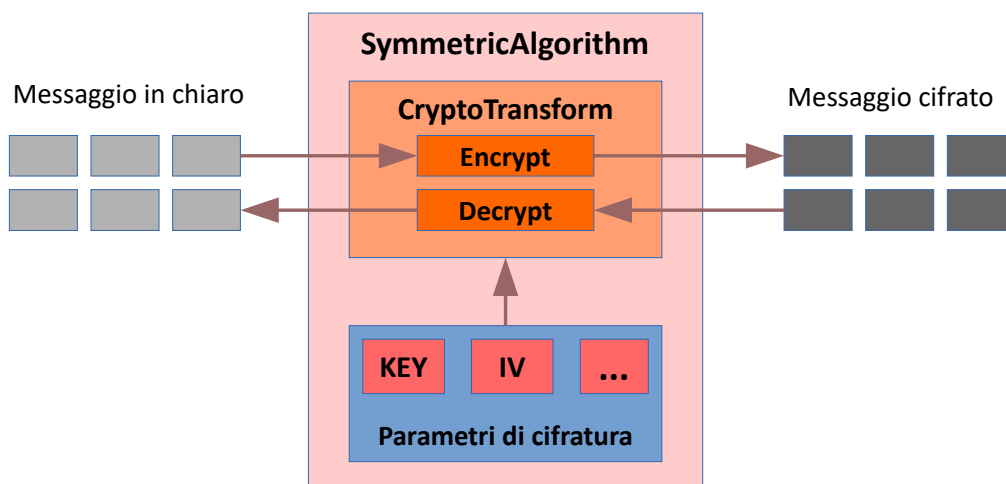 SymmetricAlgorithm
Messaggio in chiaro
CryptoTransform
Messaggio cifrato
Encrypt
Decrypt
KEY
IV
...
Parametri di cifratura